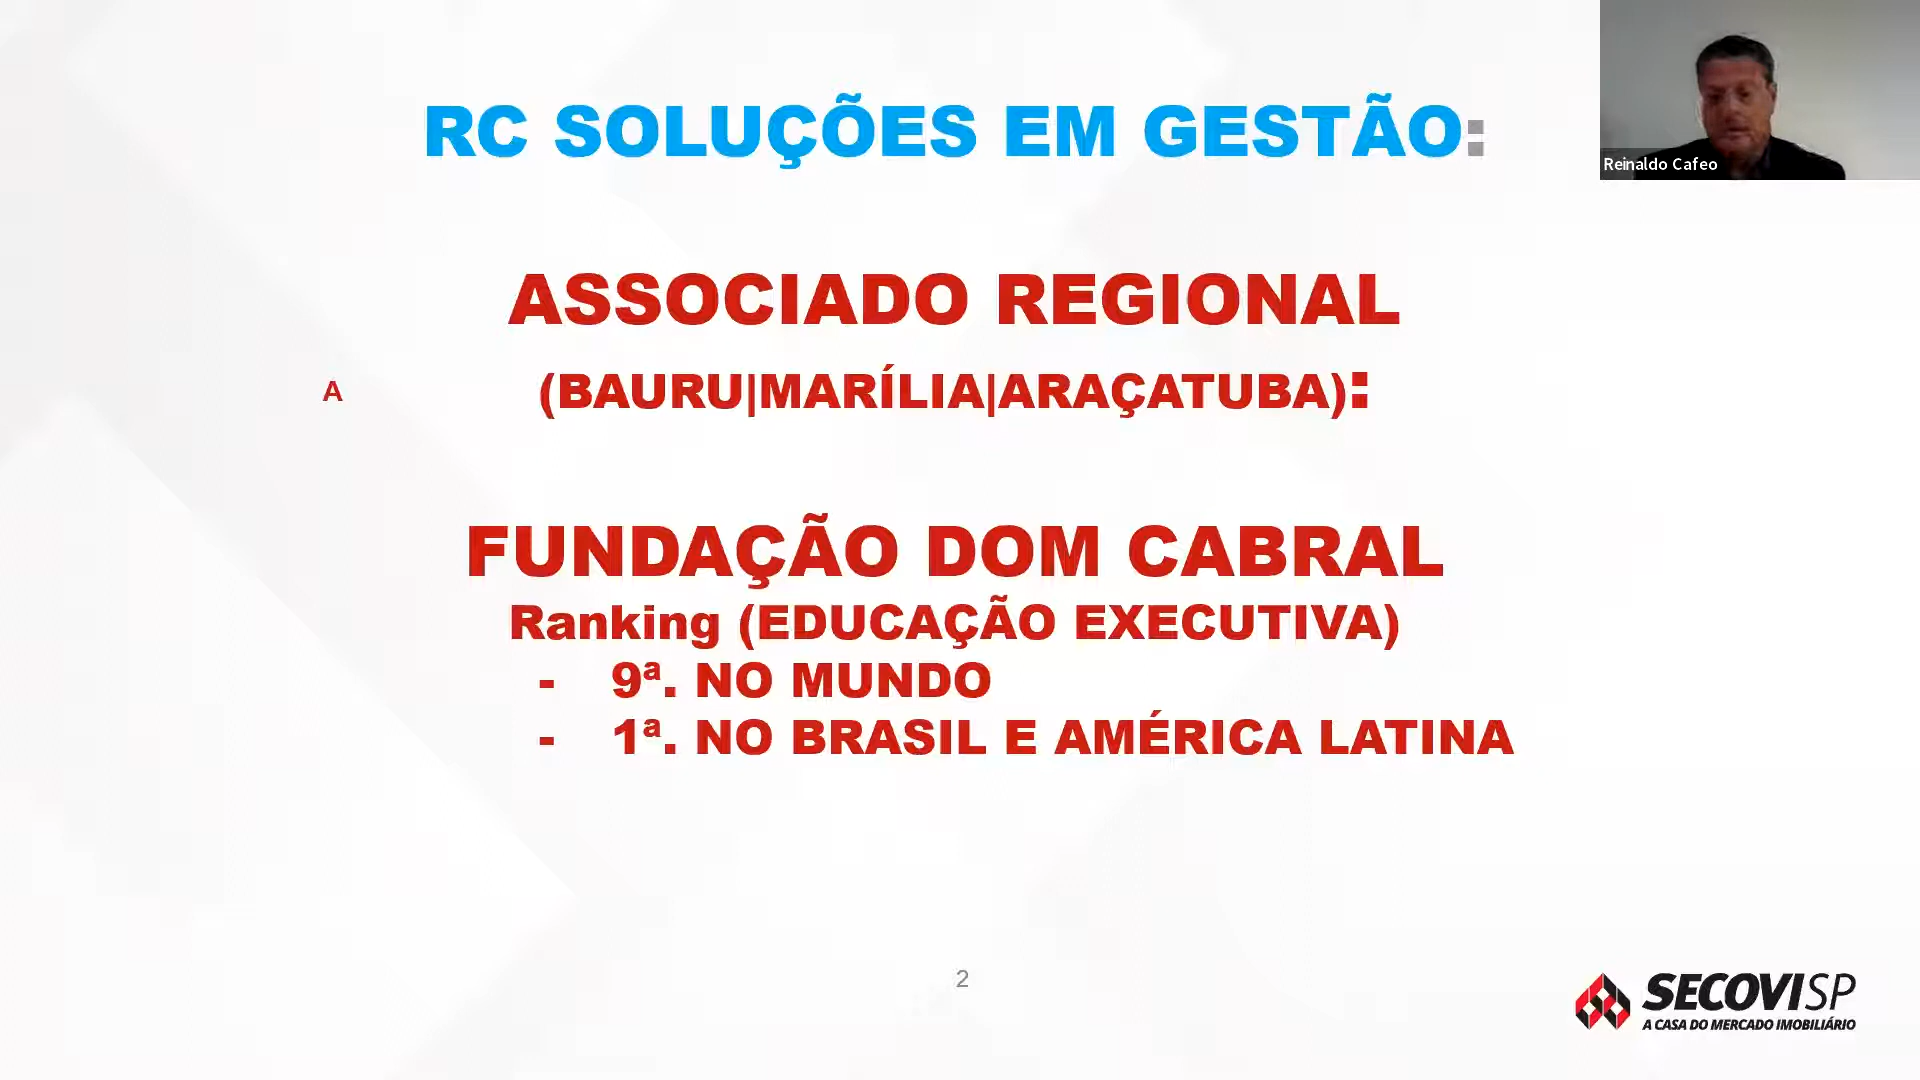 RC SOLUÇÕES EM GESTÃO:
Reinaldo Cafeo
ASSOCIADO REGIONAL
A
(BAURU|MARÍLIA|ARAÇATUBA):
FUNDAÇÃO DOM CABRAL
Ranking (EDUCAÇÃO EXECUTIVA)
- 9ª. NO MUNDO
- 1ª. NO BRASIL E AMÉRICA LATINA
2
SECOVISP
A CASA DO MERCADO IMOBILIÁRIO